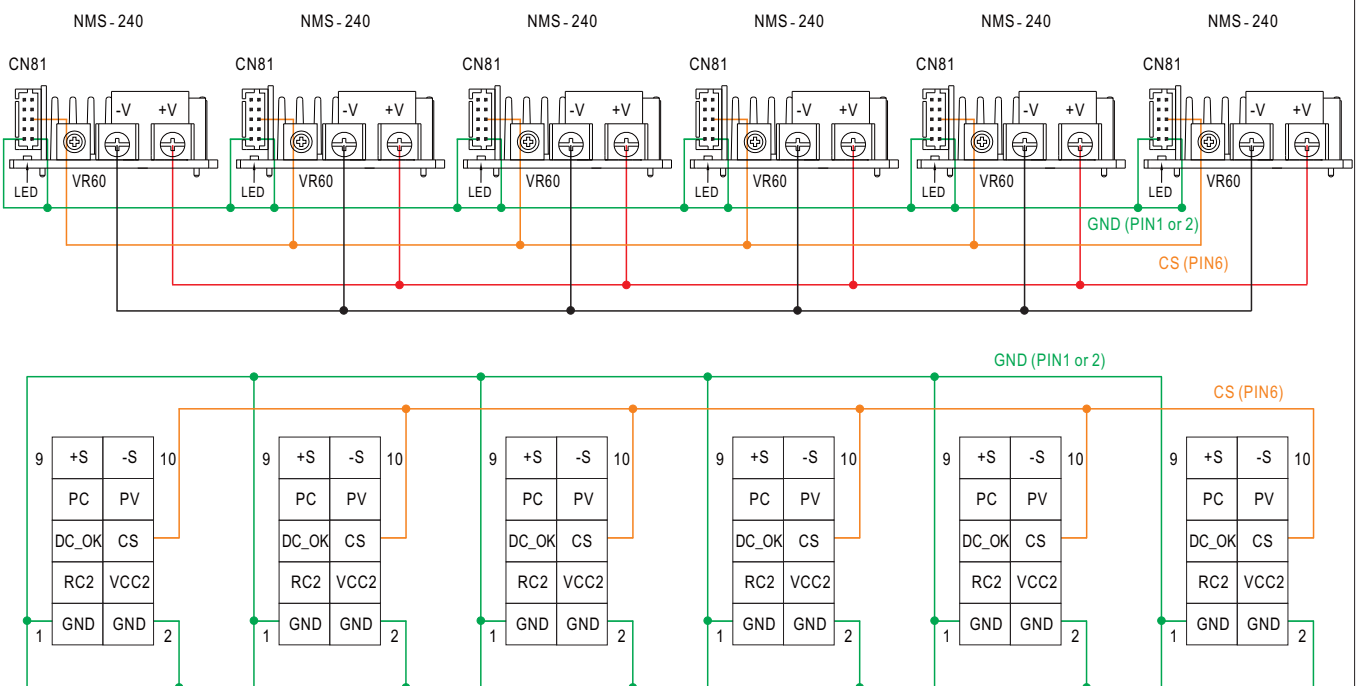 NMS-240 NMS-240 NMS-240 NMS-240 NMS-240 NMS-240
CN81 CN81 CN81 CN81 CN81 CN81
-V +V -V +V -V +V -V +V -V +V -V +V
VR60 VR60 VR60 VR60 VR60 VR60
LED LED LED LED LED LED
GND (PIN1 or 2)
CS (PIN6)
GND (PIN1 or 2)
CS (PIN6)
9 +S -S 10 9 +S -S 10 9 +S -S 10 9 +S -S 10 9 +S -S 10 9 +S -S 10
PC PV PC PV PC PV PC PV PC PV PC PV
DC_OK CS DC_OK CS DC_OK CS DC_OK CS DC_OK CS DC_OK CS
RC2 VCC2 RC2 VCC2 RC2 VCC2 RC2 VCC2 RC2 VCC2 RC2 VCC2
1 GND GND 2 1 GND GND 2 1 GND GND 2 1 GND GND 2 1 GND GND 2 1 GND GND 2